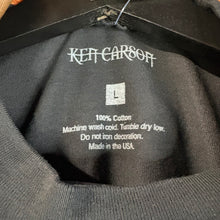 KEN CARSON
L
100% Cotton
Machine wash cold. Tumble dry low.
Do not iron decoration.
Made in the USA.